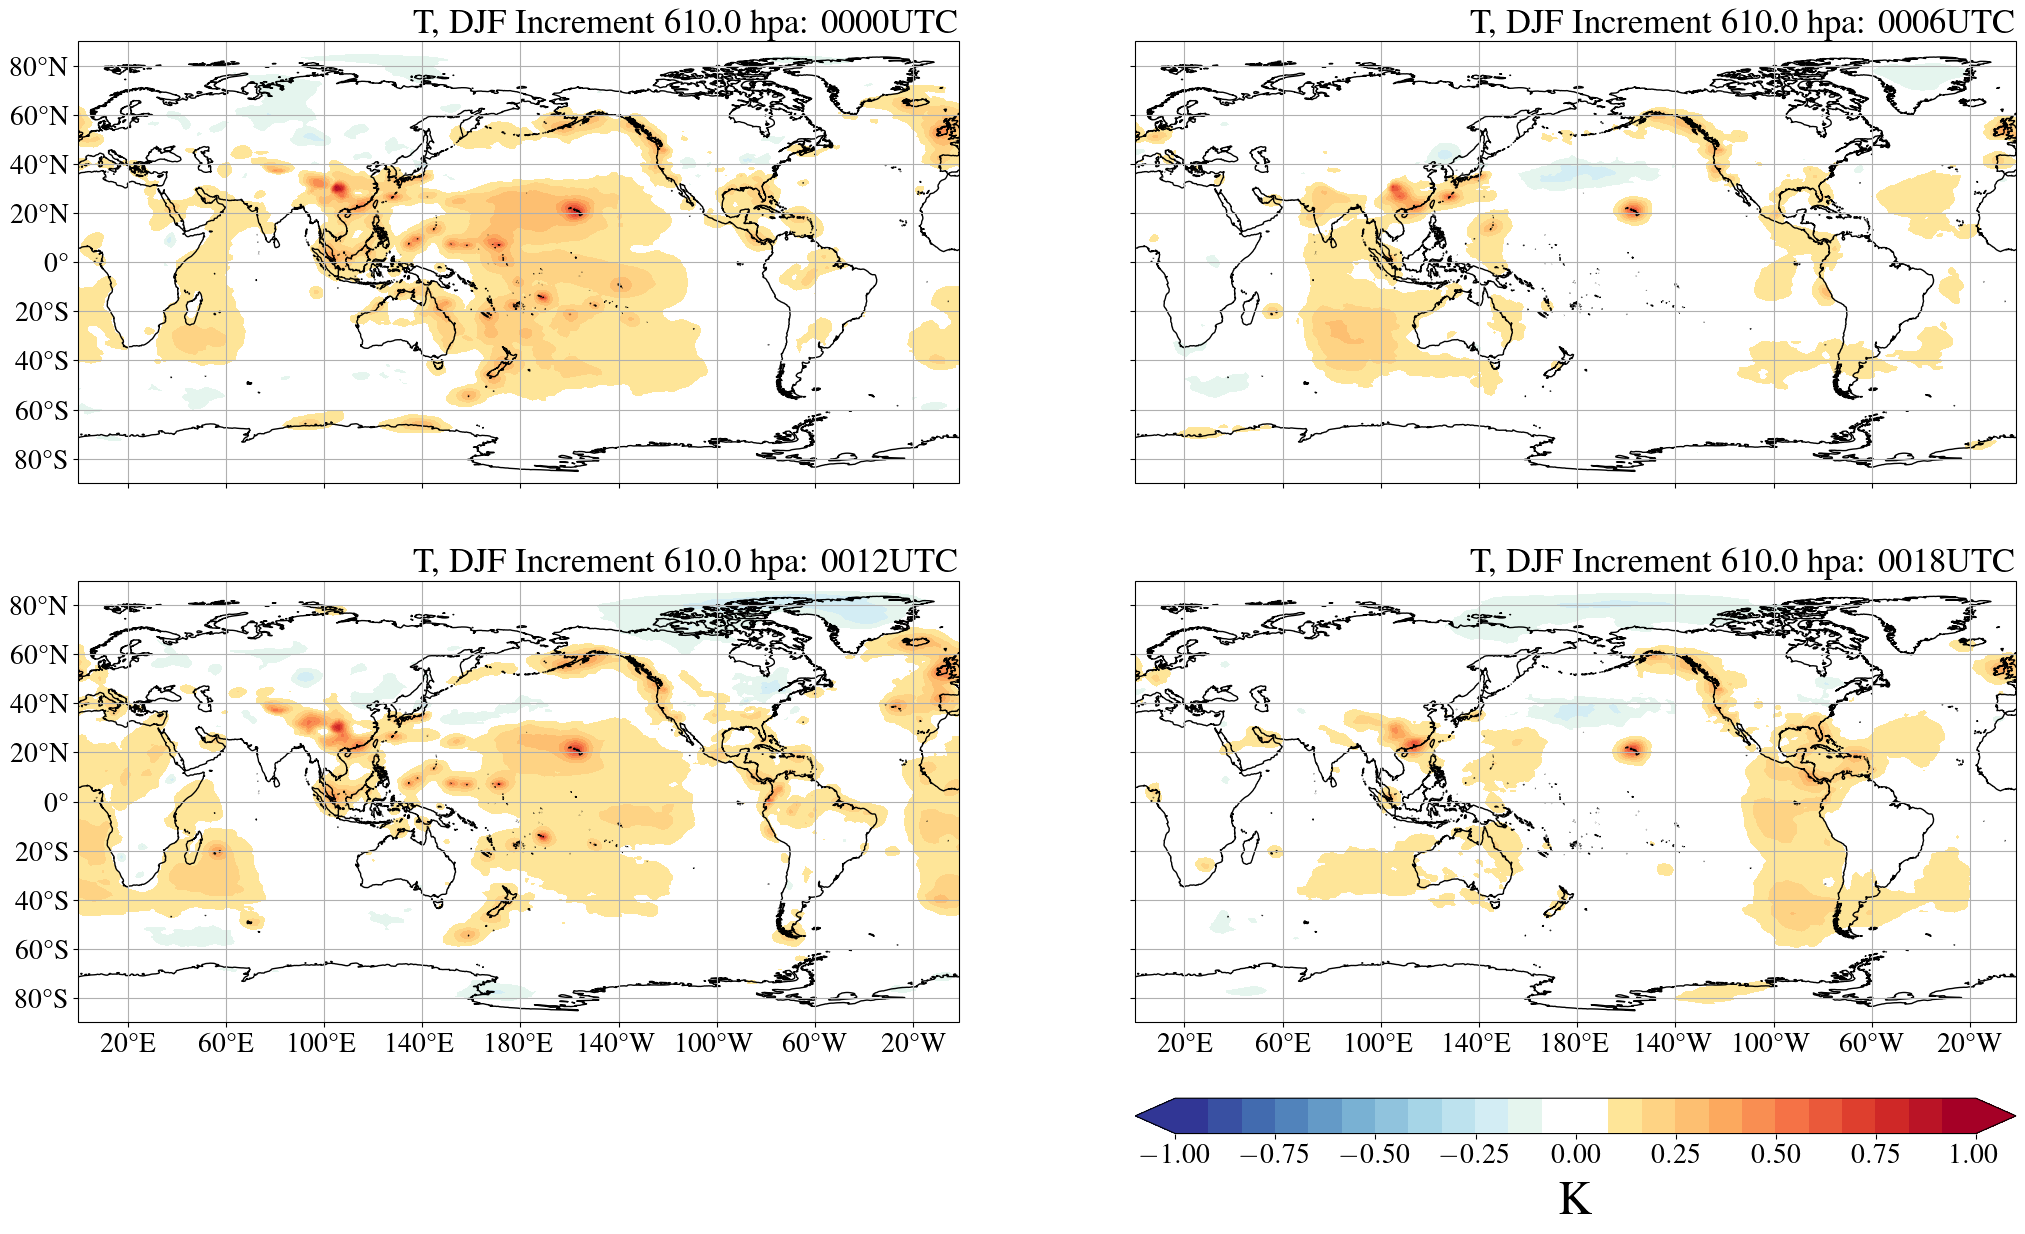 T, DJF Increment 610.0 hpa: 0000UTC
T, DJF Increment 610.0 hpa: 0006UTC
80°N
60°N
40°N
20°N
0°
20°S
40°S
60°S
80°S
T, DJF Increment 610.0 hpa: 0012UTC
T, DJF Increment 610.0 hpa: 0018UTC
80°N
60°N
40°N
20°N
0°
20°S
40°S
60°S
80°S
20°E 60°E 100°E 140°E 180°E 140°W 100°W 60°W 20°W
20°E 60°E 100°E 140°E 180°E 140°W 100°W 60°W 20°W
−1.00 −0.75 −0.50 −0.25 0.00 0.25 0.50 0.75 1.00
K